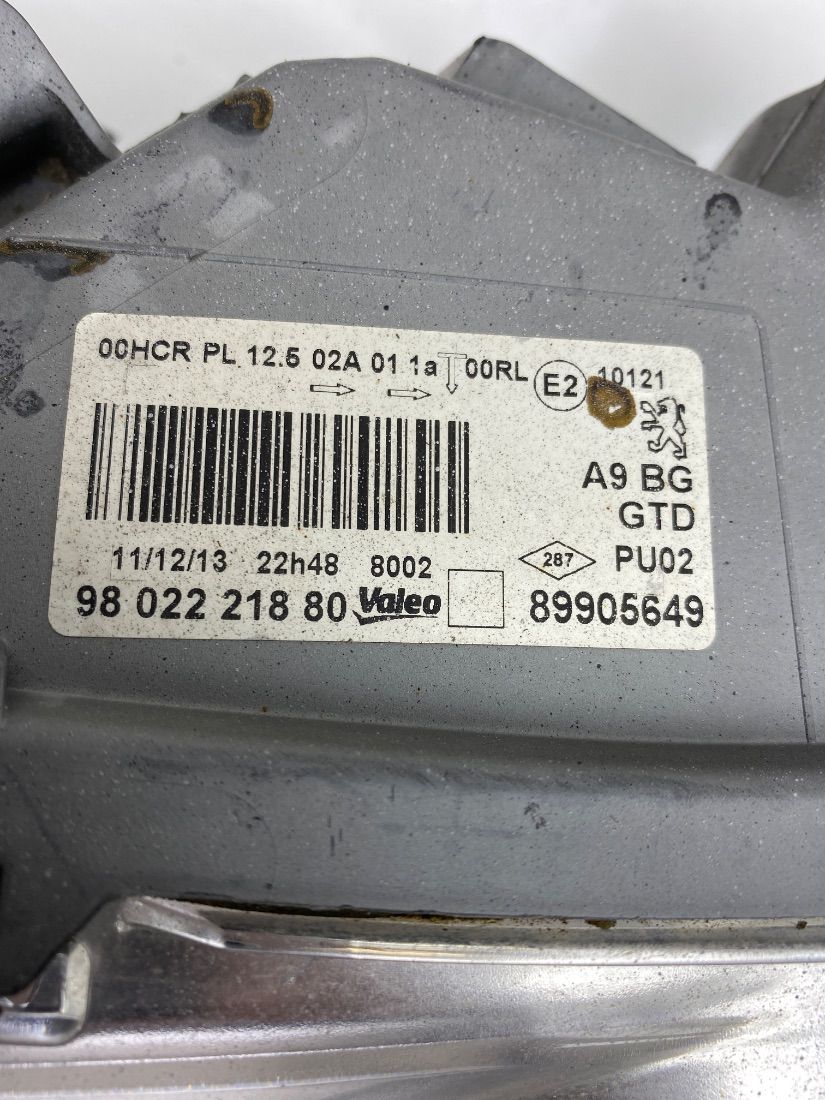 00HCR PL 12.5 02A 01 1a 00RL E2 10121
A9 BG
GTD
11/12/13 22h48 8002 287 PU02
98 022 218 80 Valeo 89905649